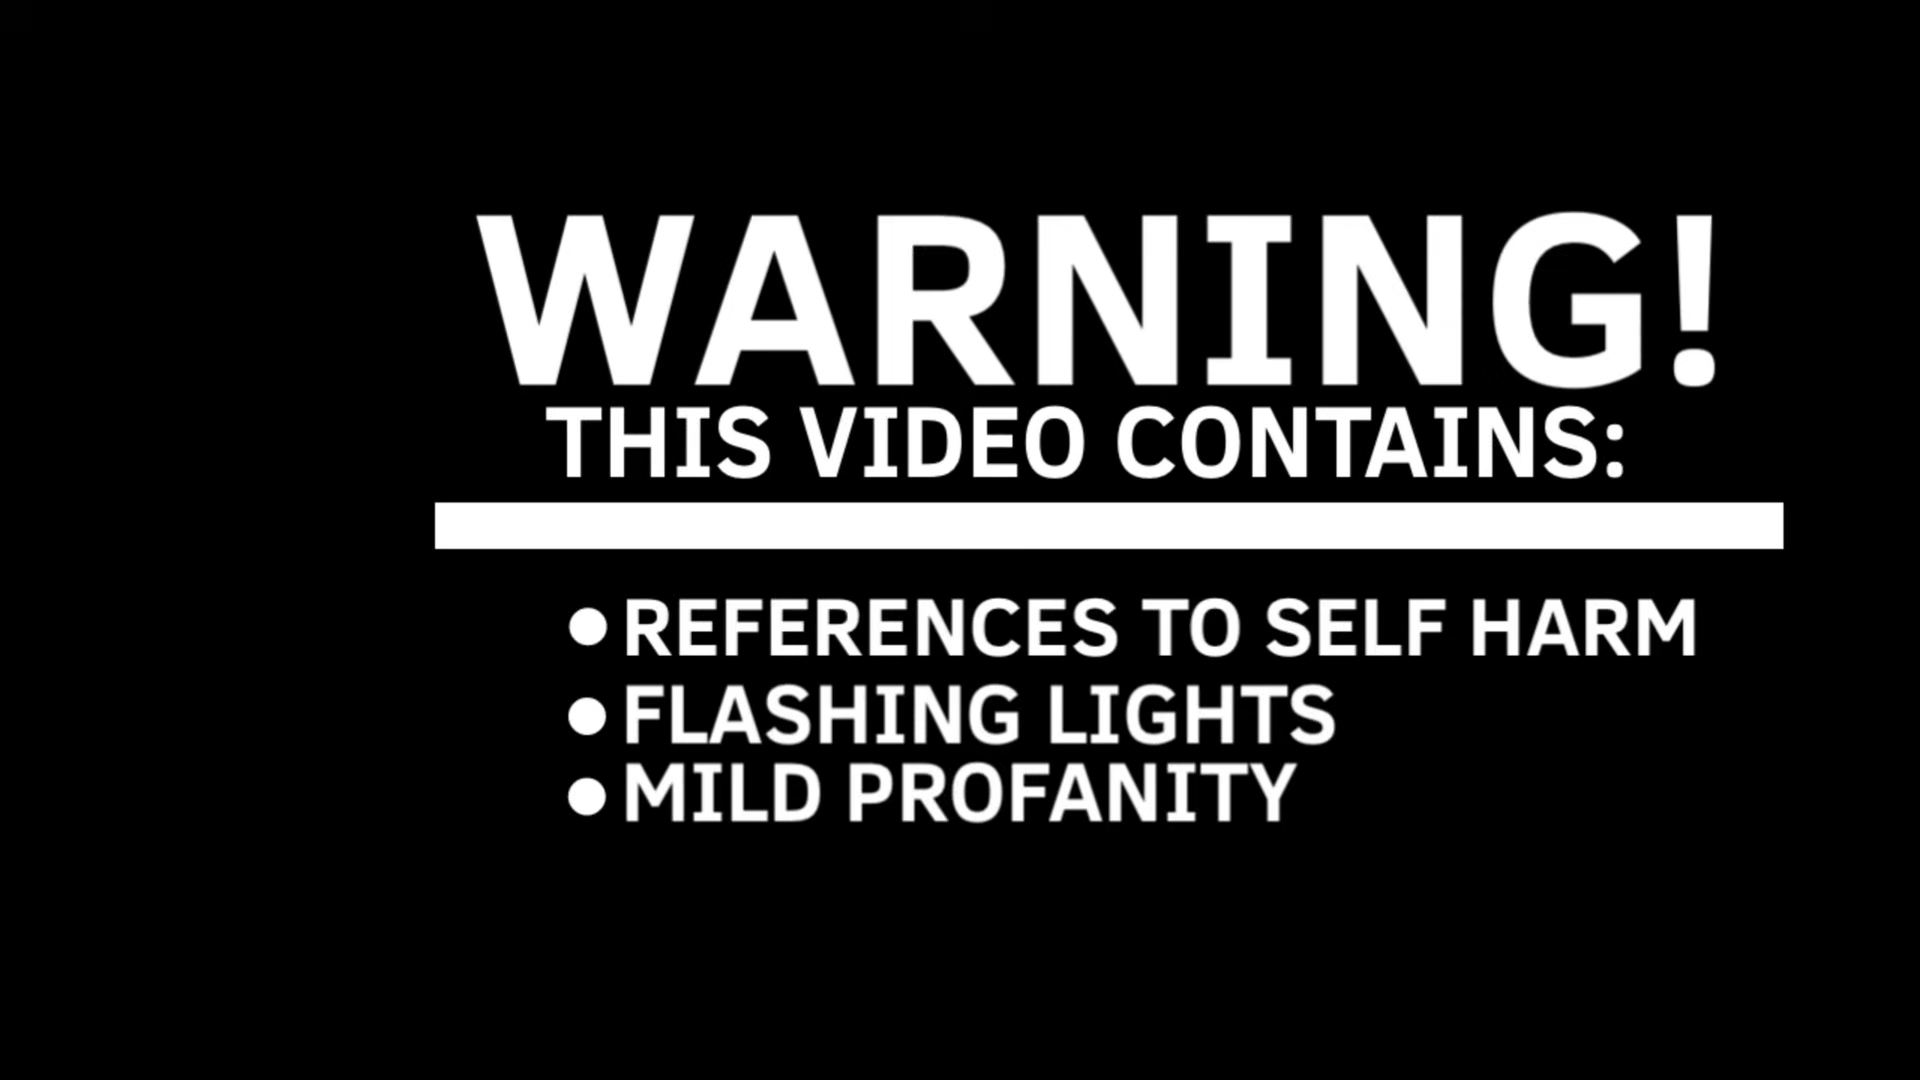 WARNING!
THIS VIDEO CONTAINS:
● REFERENCES TO SELF HARM
● FLASHING LIGHTS
● MILD PROFANITY